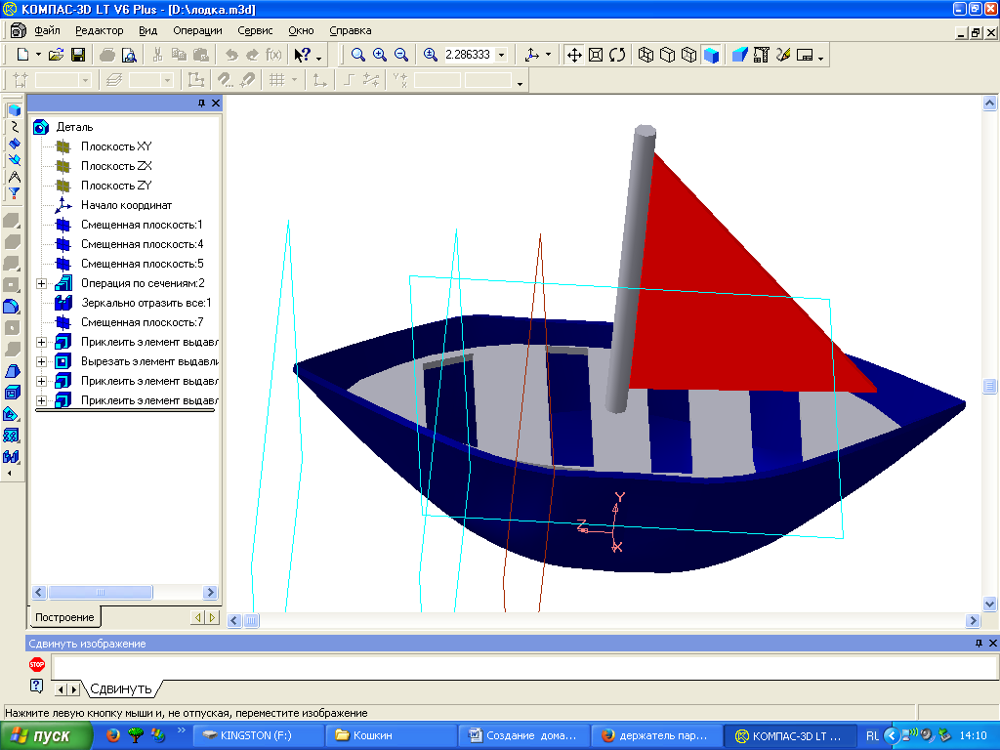 КОМПАС-3D LT V6 Plus - [D:\лодка.m3d]
Файл Редактор Вид Операции Сервис Окно Справка
f(x) 2.286333
Деталь
Плоскость XY
Плоскость ZX
Плоскость ZY
Начало координат
Смещенная плоскость:1
Смещенная плоскость:4
Смещенная плоскость:5
Операция по сечениям:2
Зеркально отразить все:1
Смещенная плоскость:7
Приклеить элемент выдавл
Вырезать элемент выдавли
Приклеить элемент выдавл
Приклеить элемент выдавл
Y
Z
X
Построение
Сдвинуть изображение
STOP
Сдвинуть
Нажмите левую кнопку мыши и, не отпуская, переместите изображение
пуск KINGSTON (F:) Кошкин Создание дома... держатель пар... КОМПАС-3D LT ... RU 14:10